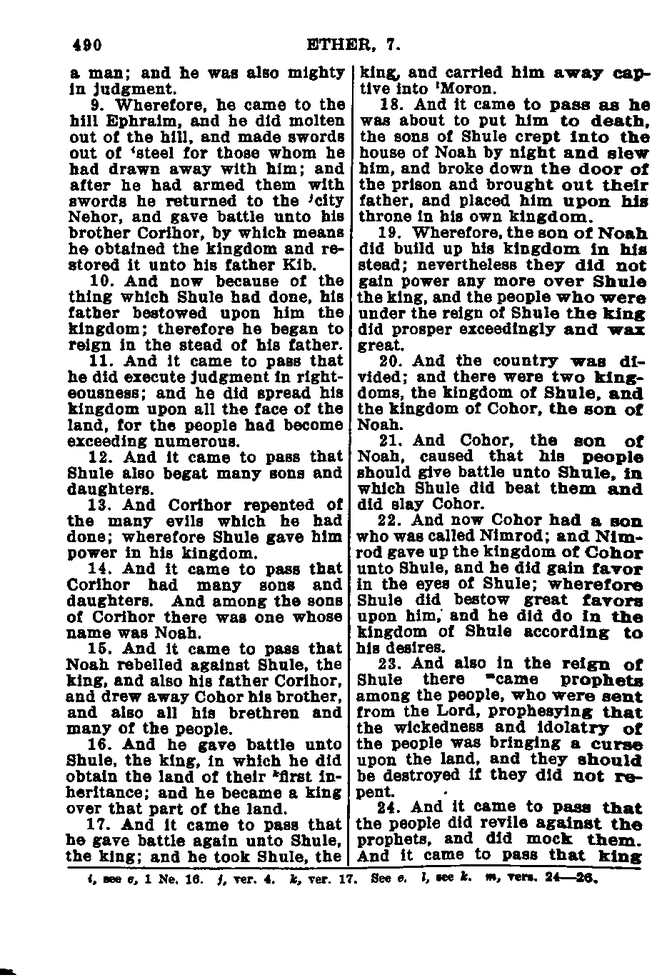 490
ETHER, 7.
a man; and he was also mighty
in judgment.
9. Wherefore, he came to the
hill Ephraim, and he did molten
out of the hill, and made swords
out of ⁱsteel for those whom he
had drawn away with him; and
after he had armed them with
swords he returned to the ʲcity
Nehor, and gave battle unto his
brother Corihor, by which means
he obtained the kingdom and re-
stored it unto his father Kib.
10. And now because of the
thing which Shule had done, his
father bestowed upon him the
kingdom; therefore he began to
reign in the stead of his father.
11. And it came to pass that
he did execute judgment in right-
eousness; and he did spread his
kingdom upon all the face of the
land, for the people had become
exceeding numerous.
12. And it came to pass that
Shule also begat many sons and
daughters.
13. And Corihor repented of
the many evils which he had
done; wherefore Shule gave him
power in his kingdom.
14. And it came to pass that
Corihor had many sons and
daughters. And among the sons
of Corihor there was one whose
name was Noah.
15. And it came to pass that
Noah rebelled against Shule, the
king, and also his father Corihor,
and drew away Cohor his brother,
and also all his brethren and
many of the people.
16. And he gave battle unto
Shule, the king, in which he did
obtain the land of their ᵏfirst in-
heritance; and he became a king
over that part of the land.
17. And it came to pass that
he gave battle again unto Shule,
the king; and he took Shule, the
king, and carried him away cap-
tive into ˡMoron.
18. And it came to pass as he
was about to put him to death,
the sons of Shule crept into the
house of Noah by night and slew
him, and broke down the door of
the prison and brought out their
father, and placed him upon his
throne in his own kingdom.
19. Wherefore, the son of Noah
did build up his kingdom in his
stead; nevertheless they did not
gain power any more over Shule
the king, and the people who were
under the reign of Shule the king
did prosper exceedingly and wax
great.
20. And the country was di-
vided; and there were two king-
doms, the kingdom of Shule, and
the kingdom of Cohor, the son of
Noah.
21. And Cohor, the son of
Noah, caused that his people
should give battle unto Shule, in
which Shule did beat them and
did slay Cohor.
22. And now Cohor had a son
who was called Nimrod; and Nim-
rod gave up the kingdom of Cohor
unto Shule, and he did gain favor
in the eyes of Shule; wherefore
Shule did bestow great favors
upon him, and he did do in the
kingdom of Shule according to
his desires.
23. And also in the reign of
Shule there ᵐcame prophets
among the people, who were sent
from the Lord, prophesying that
the wickedness and idolatry of
the people was bringing a curse
upon the land, and they should
be destroyed if they did not re-
pent.
24. And it came to pass that
the people did revile against the
prophets, and did mock them.
And it came to pass that king
i, see e, 1 Ne. 16. j, ver. 4. k, ver. 17. See e. l, see k. m, vers. 24—26.